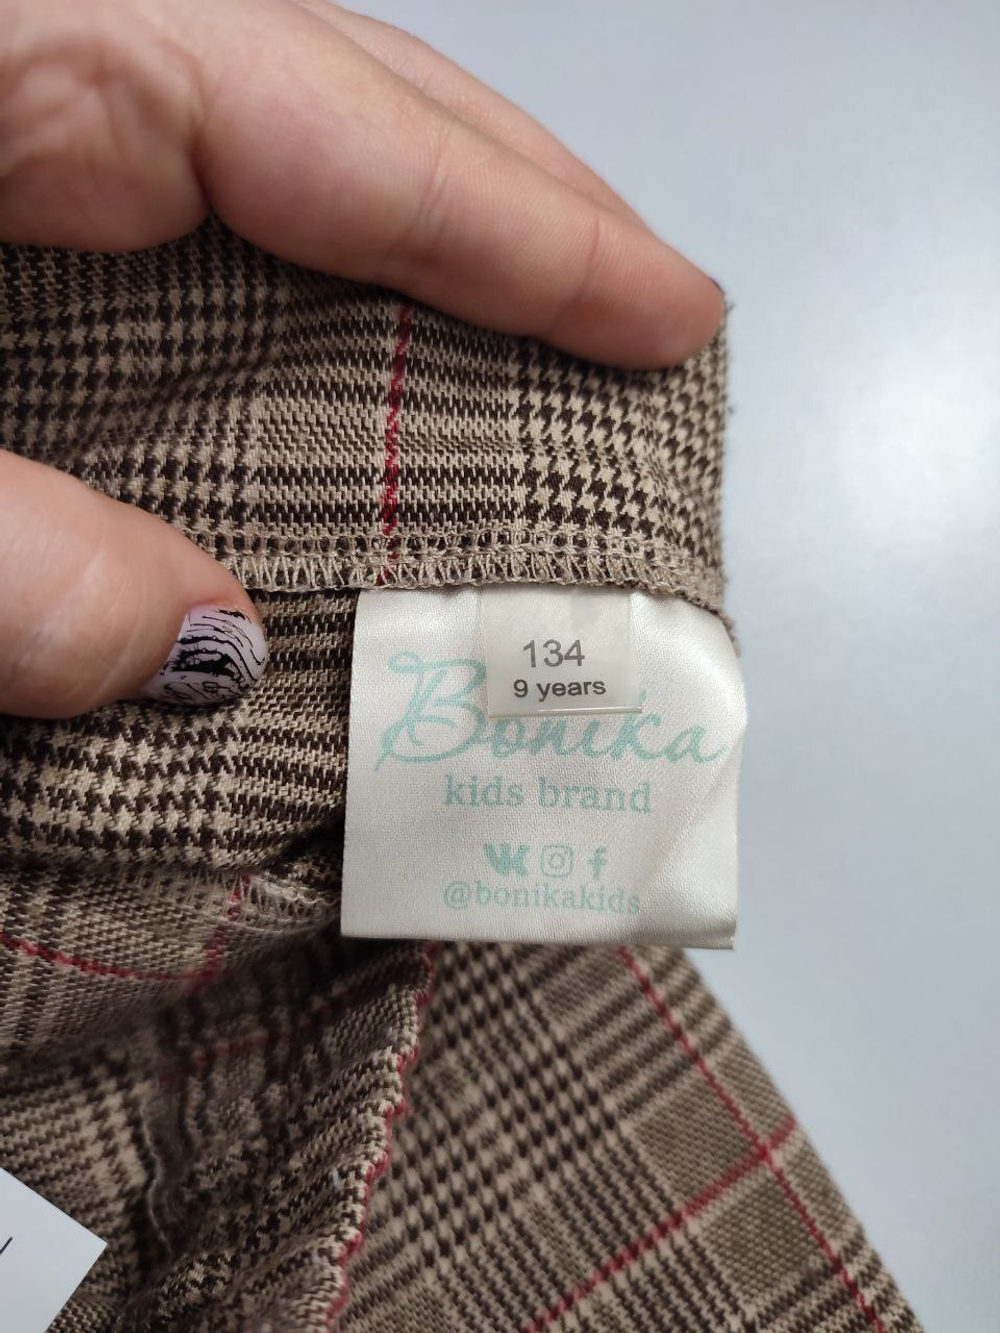 134
9 years
Bonika
kids brand
@bonikakids